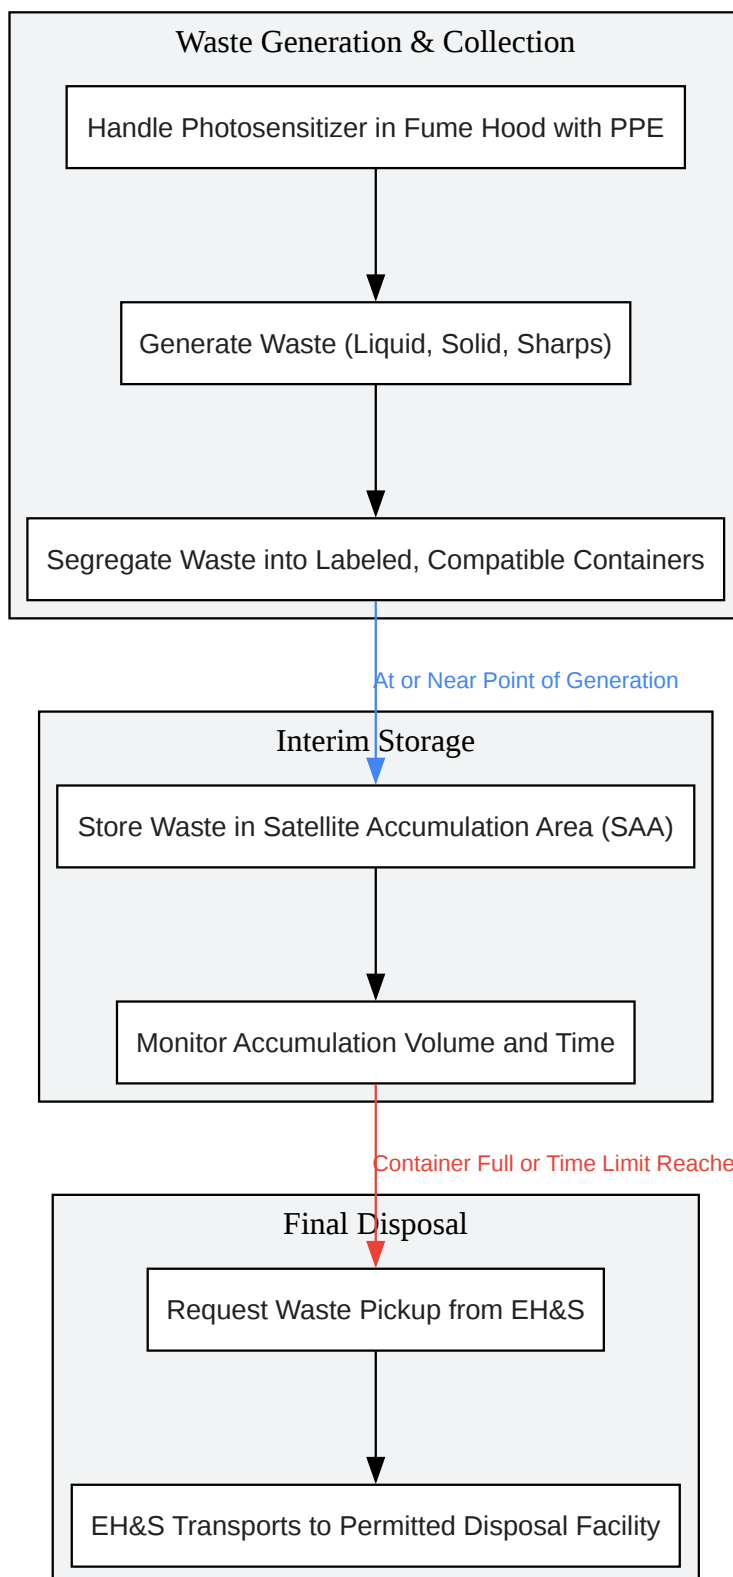 Waste Generation & Collection
Handle Photosensitizer in Fume Hood with PPE
Generate Waste (Liquid, Solid, Sharps)
Segregate Waste into Labeled, Compatible Containers
At or Near Point of Generation
Interim Storage
Store Waste in Satellite Accumulation Area (SAA)
Monitor Accumulation Volume and Time
Container Full or Time Limit Reache
Final Disposal
Request Waste Pickup from EH&S
EH&S Transports to Permitted Disposal Facility